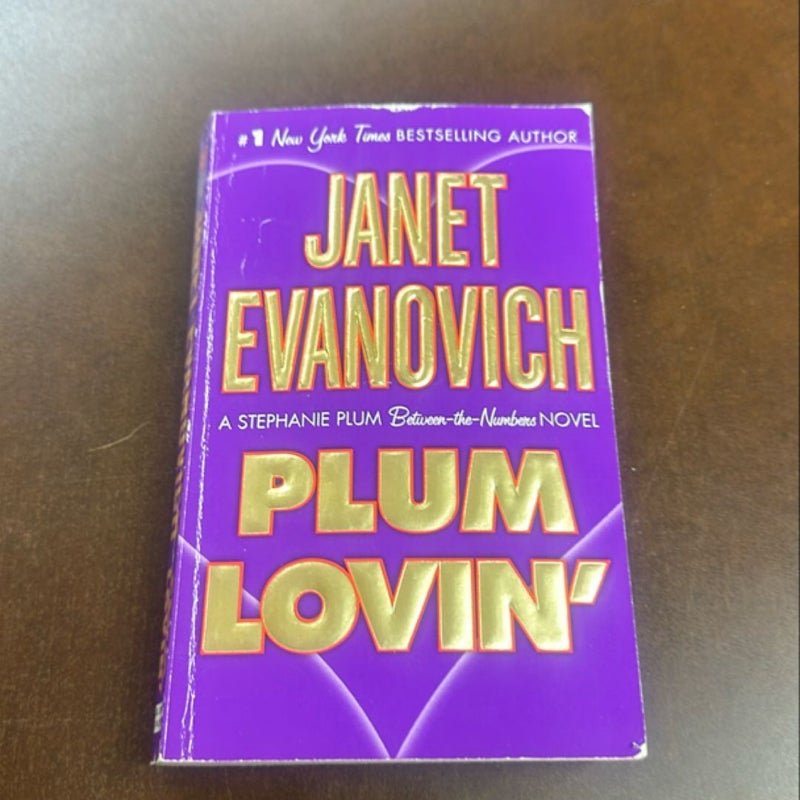 #1 New York Times BESTSELLING AUTHOR
JANET
EVANOVICH
A STEPHANIE PLUM Between-the-Numbers NOVEL
PLUM
LOVIN'